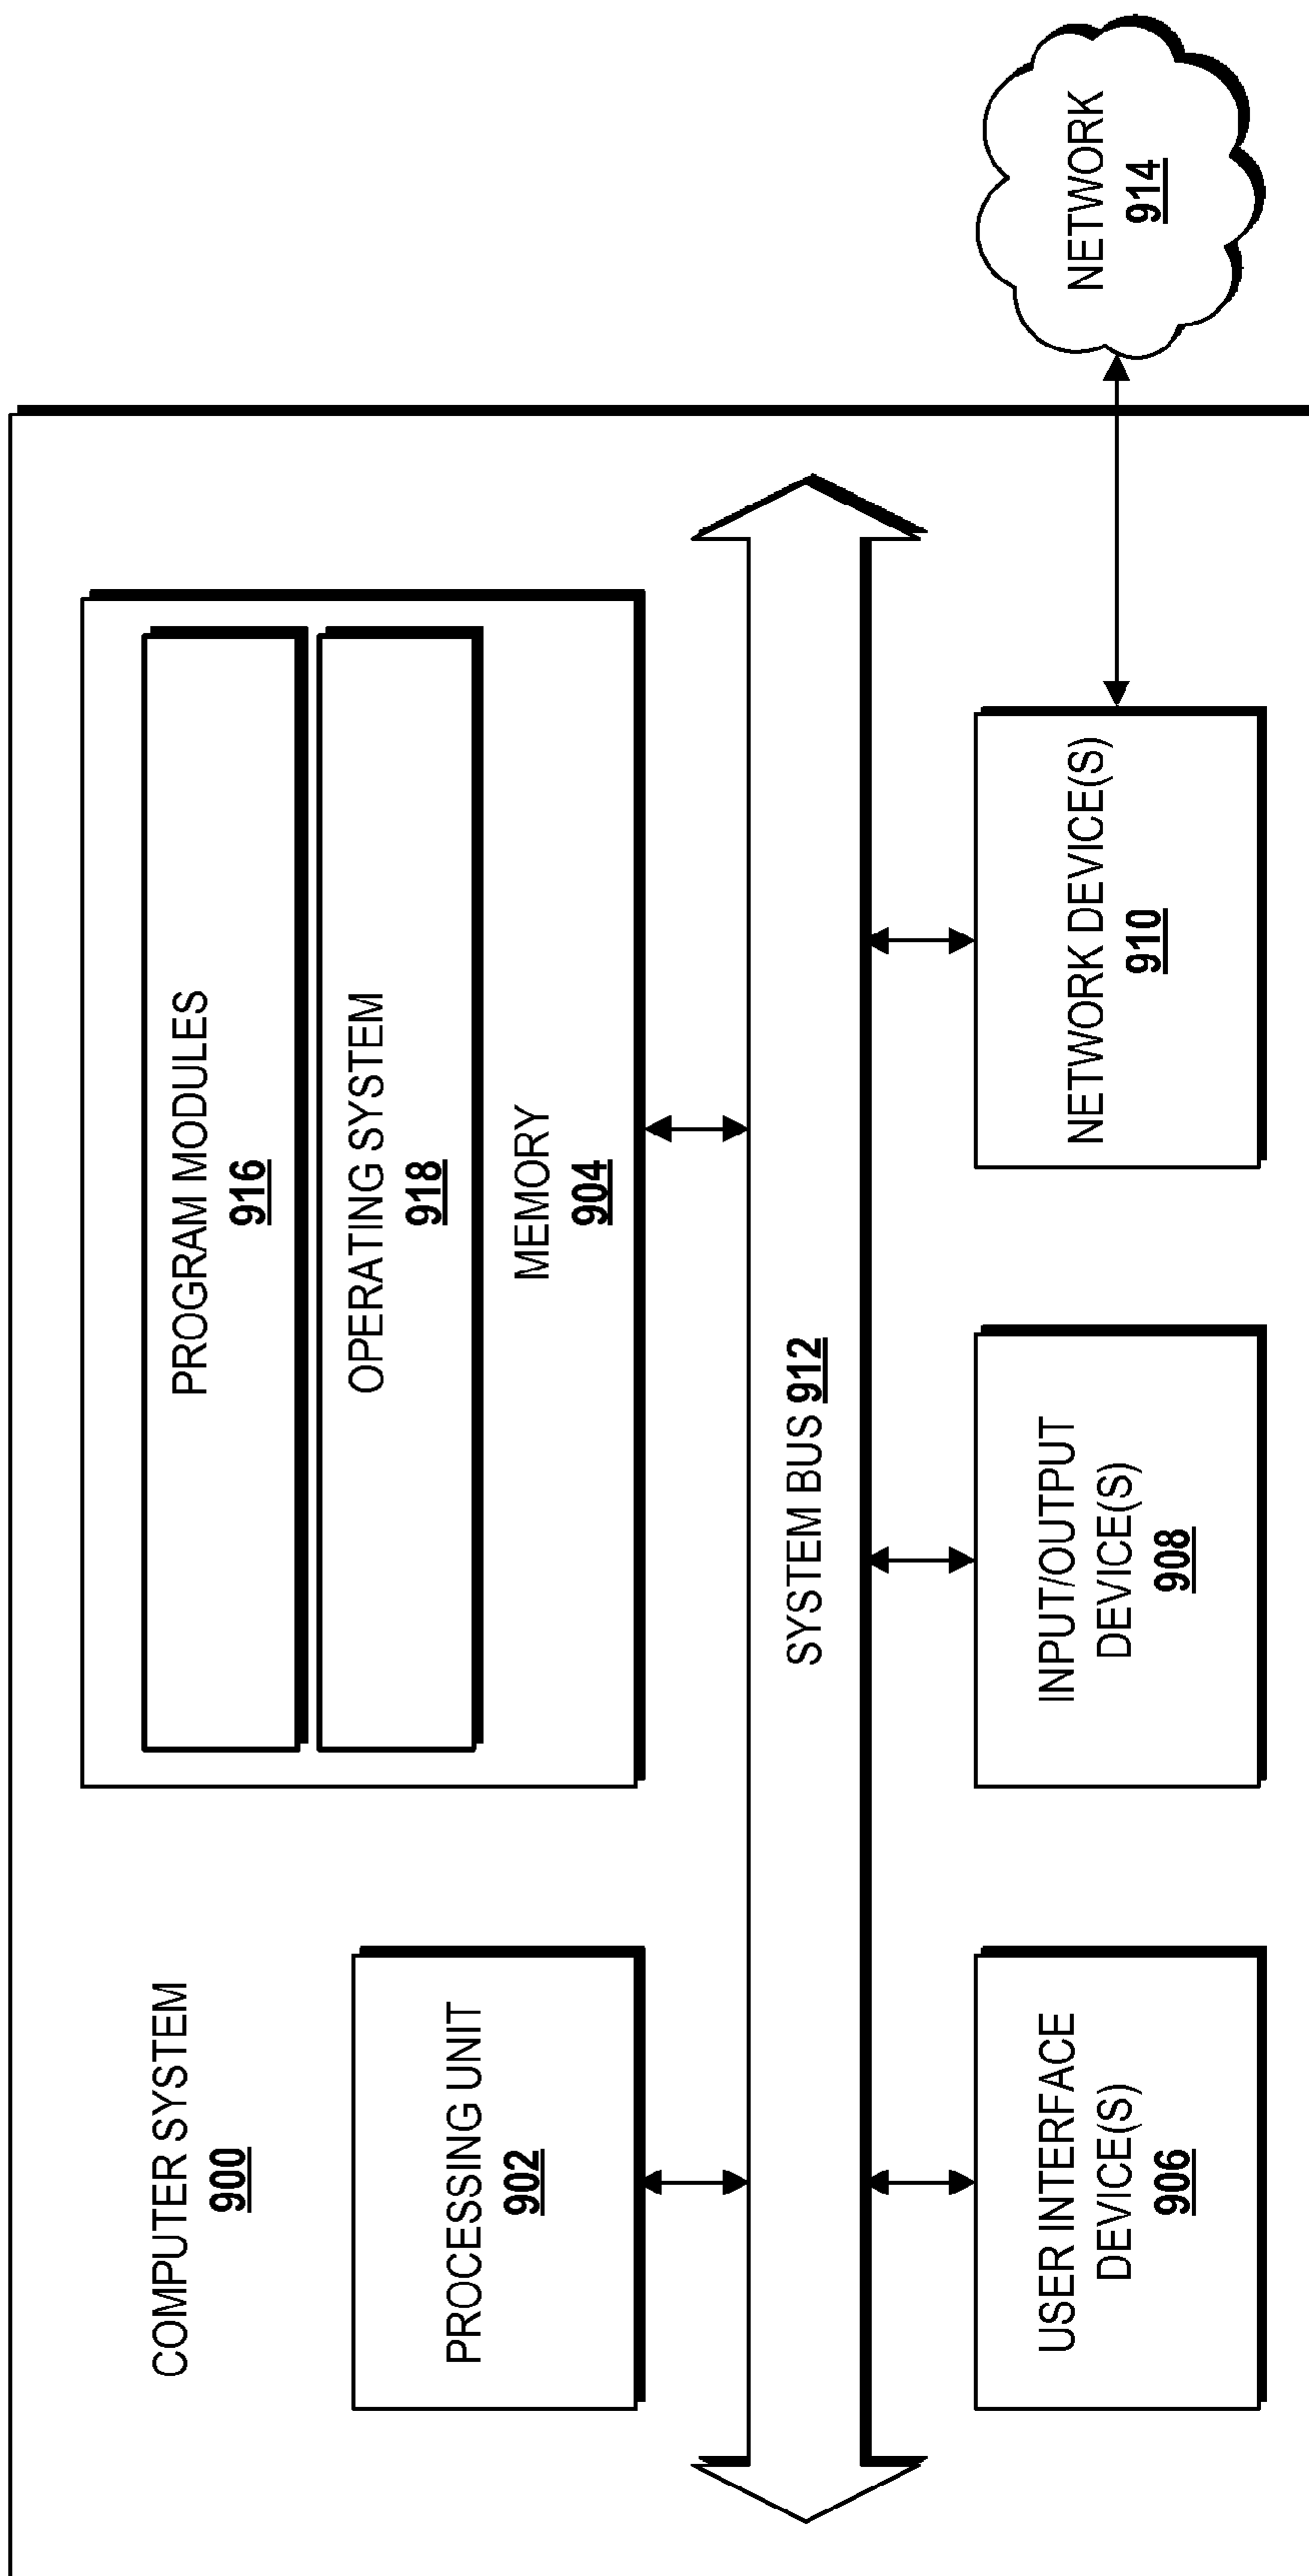 COMPUTER SYSTEM
900
PROGRAM MODULES
916
OPERATING SYSTEM
918
MEMORY
904
PROCESSING UNIT
902
SYSTEM BUS 912
USER INTERFACE
DEVICE(S)
906
INPUT/OUTPUT
DEVICE(S)
908
NETWORK DEVICE(S)
910
NETWORK
914